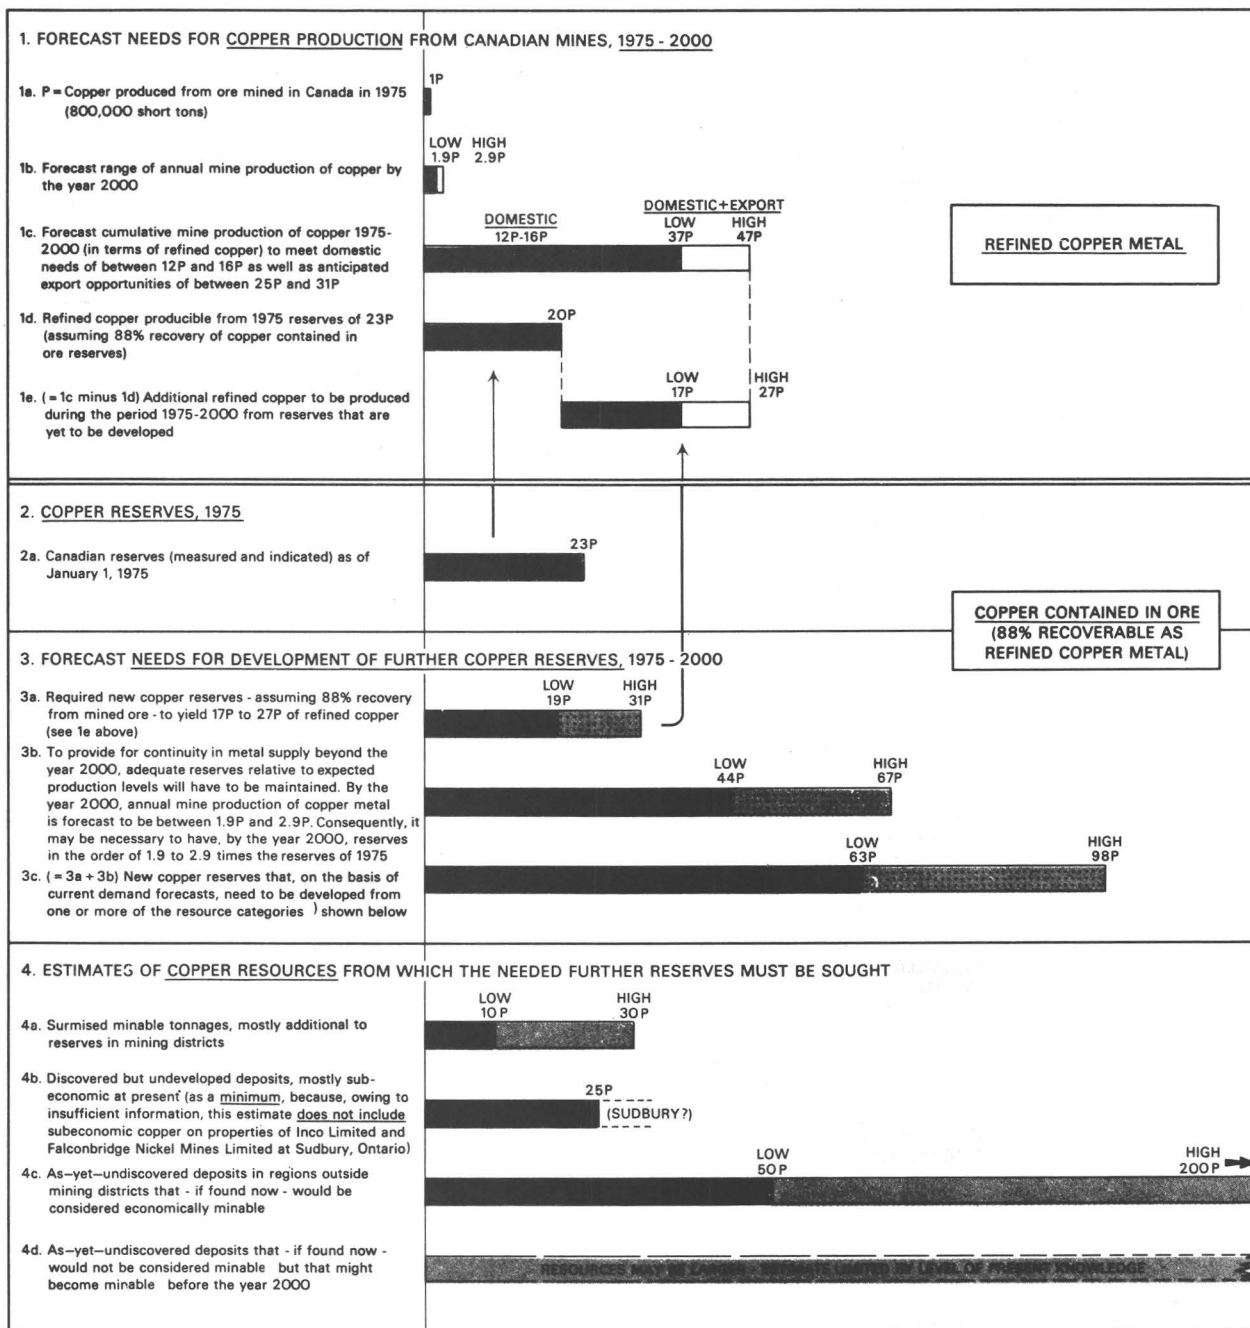 1. FORECAST NEEDS FOR COPPER PRODUCTION FROM CANADIAN MINES, 1975 - 2000
1a. P = Copper produced from ore mined in Canada in 1975
(800,000 short tons)
1P
1b. Forecast range of annual mine production of copper by
the year 2000
LOW HIGH
1.9P 2.9P
1c. Forecast cumulative mine production of copper 1975-
2000 (in terms of refined copper) to meet domestic
needs of between 12P and 16P as well as anticipated
export opportunities of between 25P and 31P
DOMESTIC
12P-16P
DOMESTIC+EXPORT
LOW HIGH
37P 47P
REFINED COPPER METAL
1d. Refined copper producible from 1975 reserves of 23P
(assuming 88% recovery of copper contained in
ore reserves)
20P
1e. ( = 1c minus 1d) Additional refined copper to be produced
during the period 1975-2000 from reserves that are
yet to be developed
LOW HIGH
17P 27P
2. COPPER RESERVES, 1975
2a. Canadian reserves (measured and indicated) as of
January 1, 1975
23P
COPPER CONTAINED IN ORE
(88% RECOVERABLE AS
REFINED COPPER METAL)
3. FORECAST NEEDS FOR DEVELOPMENT OF FURTHER COPPER RESERVES, 1975 - 2000
3a. Required new copper reserves - assuming 88% recovery
from mined ore - to yield 17P to 27P of refined copper
(see 1e above)
LOW HIGH
19P 31P
3b. To provide for continuity in metal supply beyond the
year 2000, adequate reserves relative to expected
production levels will have to be maintained. By the
year 2000, annual mine production of copper metal
is forecast to be between 1.9P and 2.9P. Consequently, it
may be necessary to have, by the year 2000, reserves
in the order of 1.9 to 2.9 times the reserves of 1975
LOW HIGH
44P 67P
3c. ( = 3a + 3b) New copper reserves that, on the basis of
current demand forecasts, need to be developed from
one or more of the resource categories ) shown below
LOW HIGH
63P 98P
4. ESTIMATES OF COPPER RESOURCES FROM WHICH THE NEEDED FURTHER RESERVES MUST BE SOUGHT
4a. Surmised minable tonnages, mostly additional to
reserves in mining districts
LOW HIGH
10P 30P
4b. Discovered but undeveloped deposits, mostly sub-
economic at present (as a minimum, because, owing to
insufficient information, this estimate does not include
subeconomic copper on properties of Inco Limited and
Falconbridge Nickel Mines Limited at Sudbury, Ontario)
25P
(SUDBURY?)
4c. As-yet-undiscovered deposits in regions outside
mining districts that - if found now - would be
considered economically minable
LOW HIGH
50P 200P
4d. As-yet-undiscovered deposits that - if found now -
would not be considered minable but that might
become minable before the year 2000
RESOURCES MAY BE LARGER - ESTIMATE LIMITED BY LEVEL OF PRESENT KNOWLEDGE